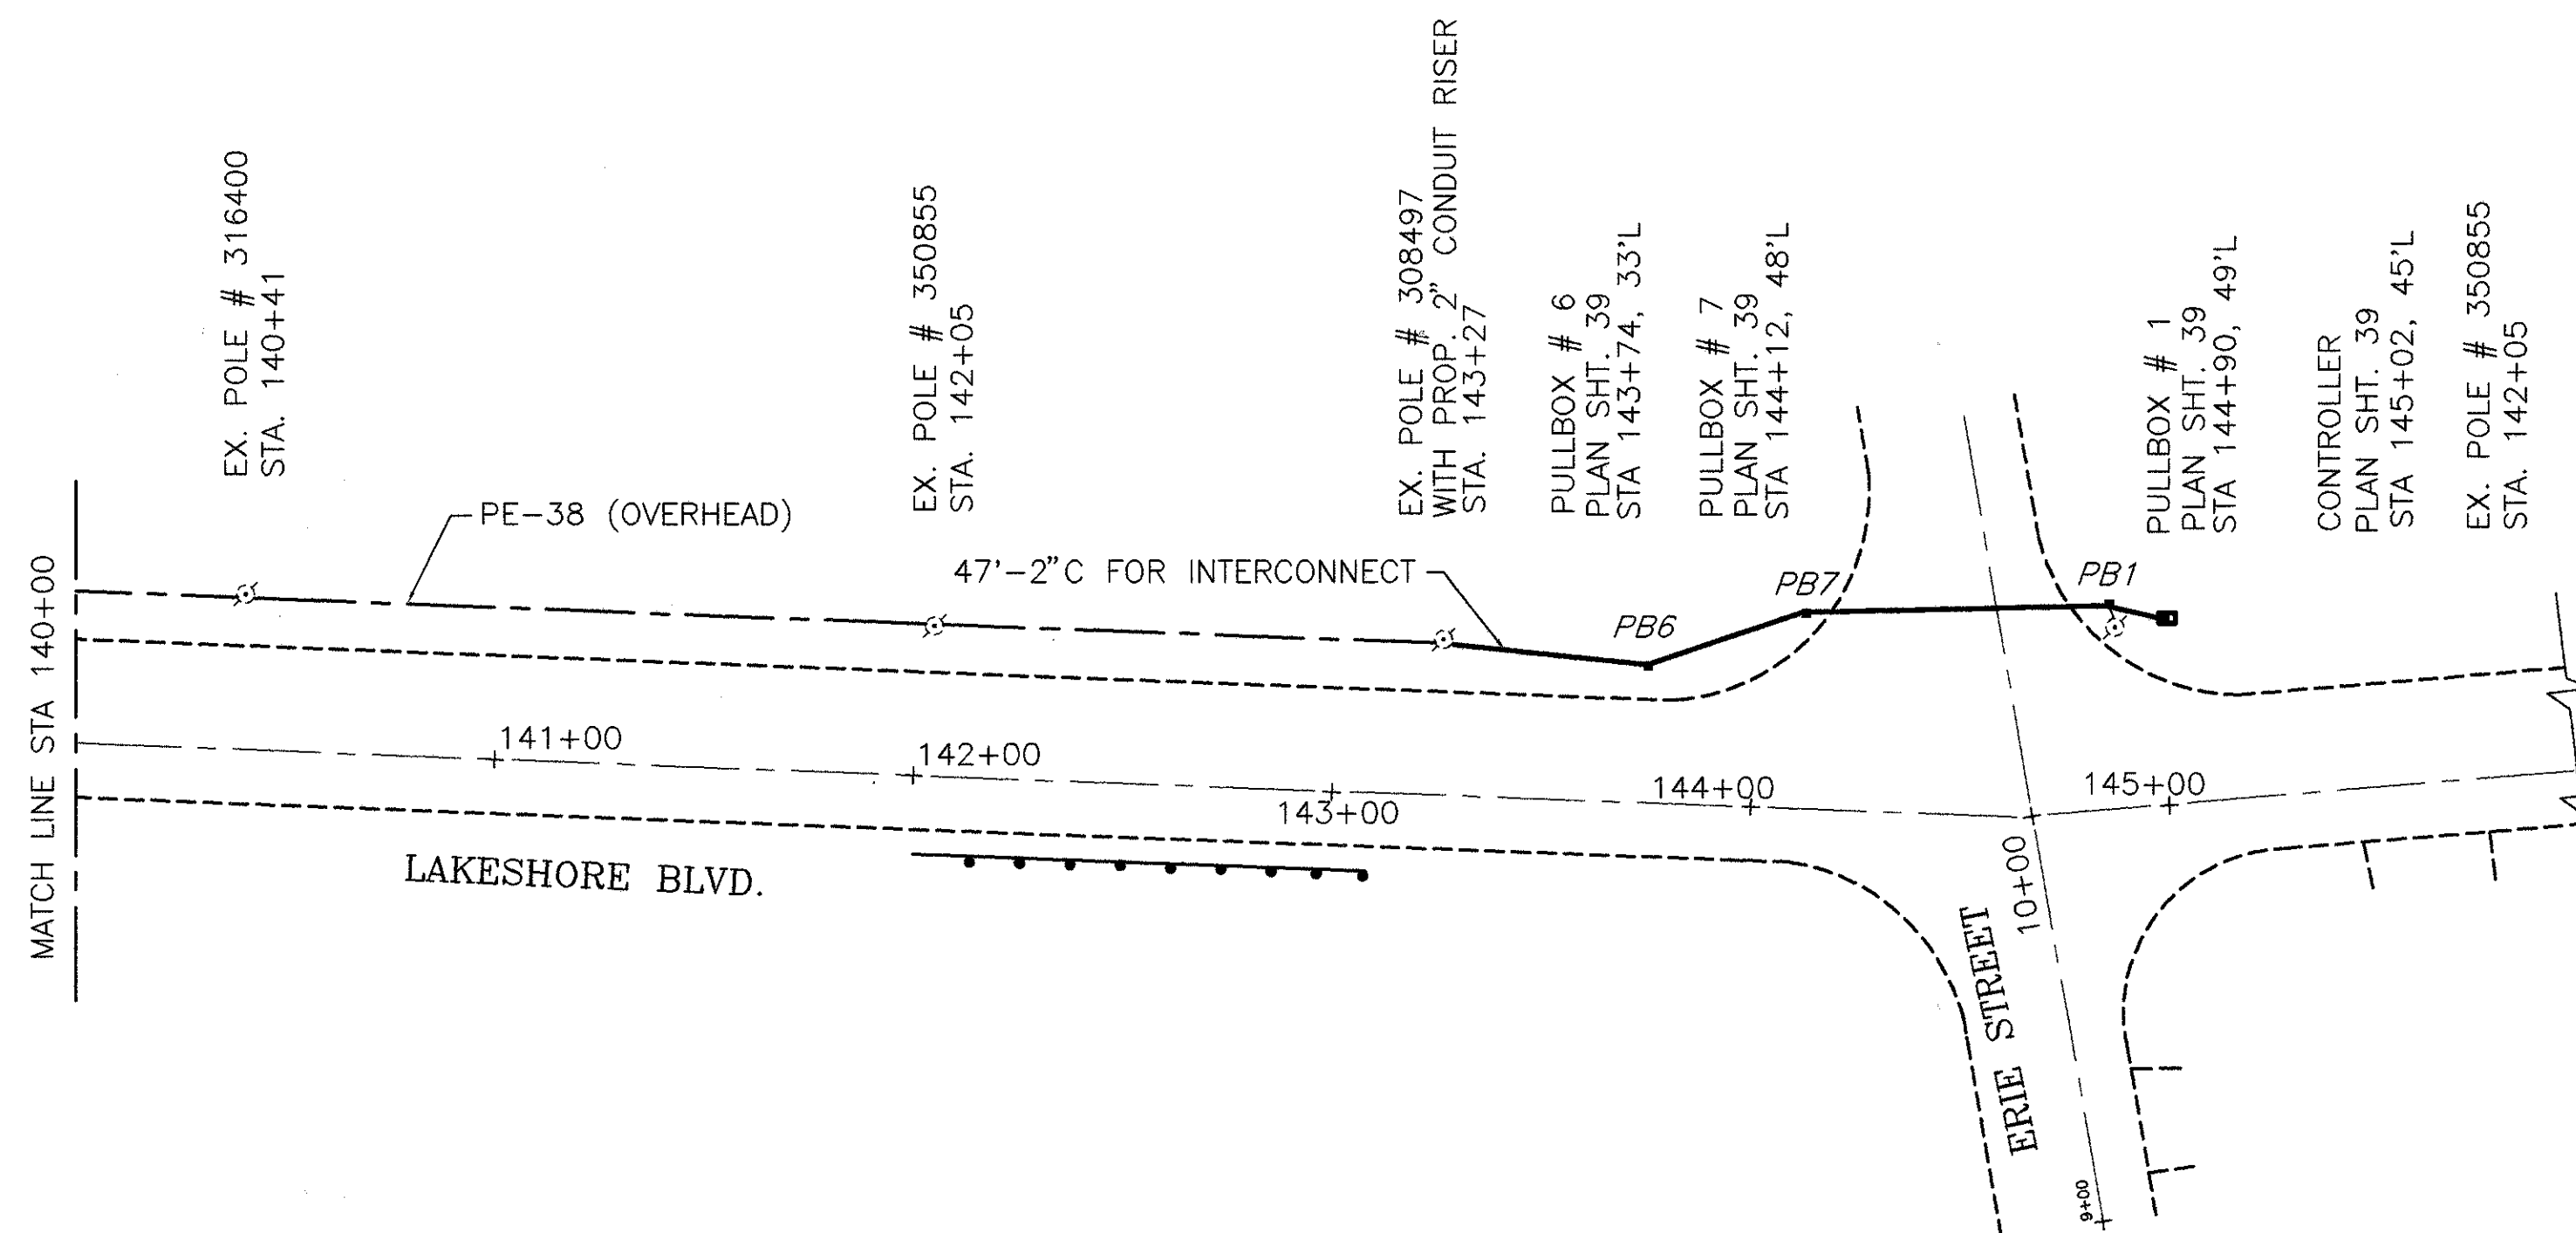 EX. POLE # 316400
STA. 140+41
EX. POLE # 350855
STA. 142+05
EX. POLE # 308497
WITH PROP. 2" CONDUIT RISER
STA. 143+27
PULLBOX # 6
PLAN SHT. 39
STA 143+74, 33'L
PULLBOX # 7
PLAN SHT. 39
STA 144+12, 48'L
PULLBOX # 1
PLAN SHT. 39
STA 144+90, 49'L
CONTROLLER
PLAN SHT. 39
STA 145+02, 45'L
EX. POLE # 350855
STA. 142+05
PE-38 (OVERHEAD)
47'-2"C FOR INTERCONNECT
PB6
PB7
PB1
MATCH LINE STA 140+00
141+00
142+00
143+00
144+00
145+00
LAKESHORE BLVD.
10+00
ERIE STREET
9+00